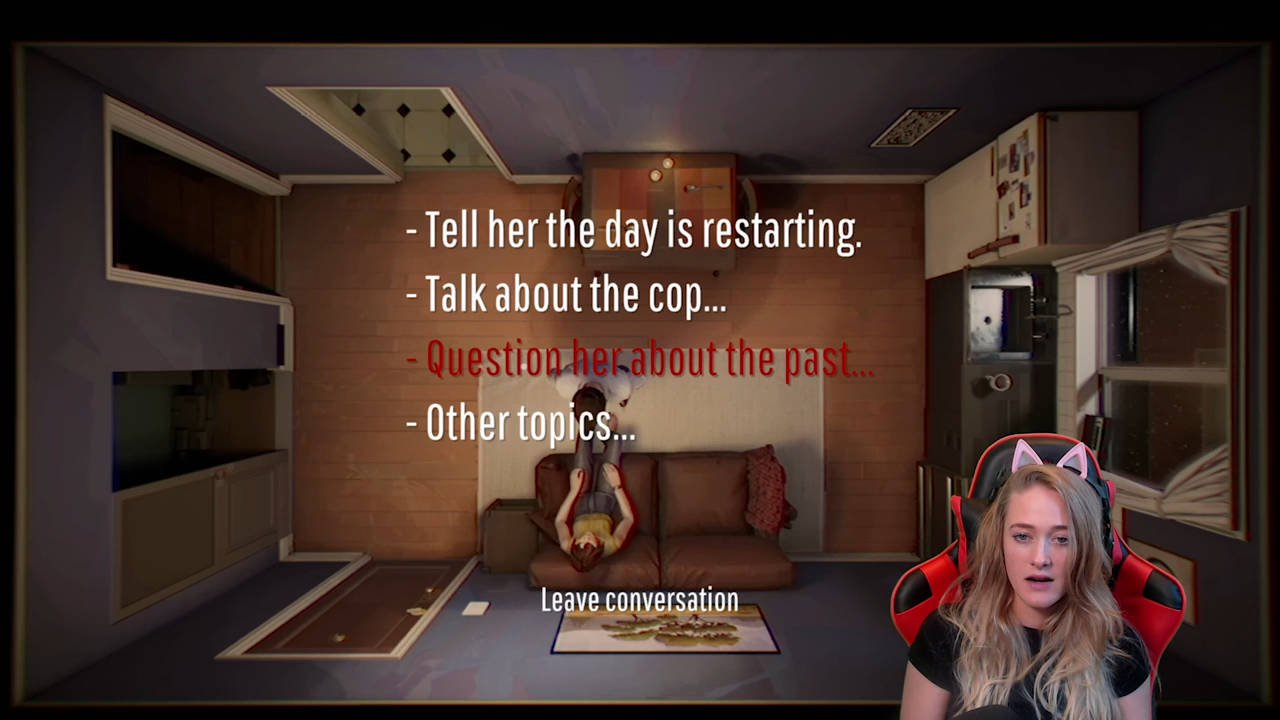 - Tell her the day is restarting.
- Talk about the cop...
- Question her about the past...
- Other topics...
Leave conversation